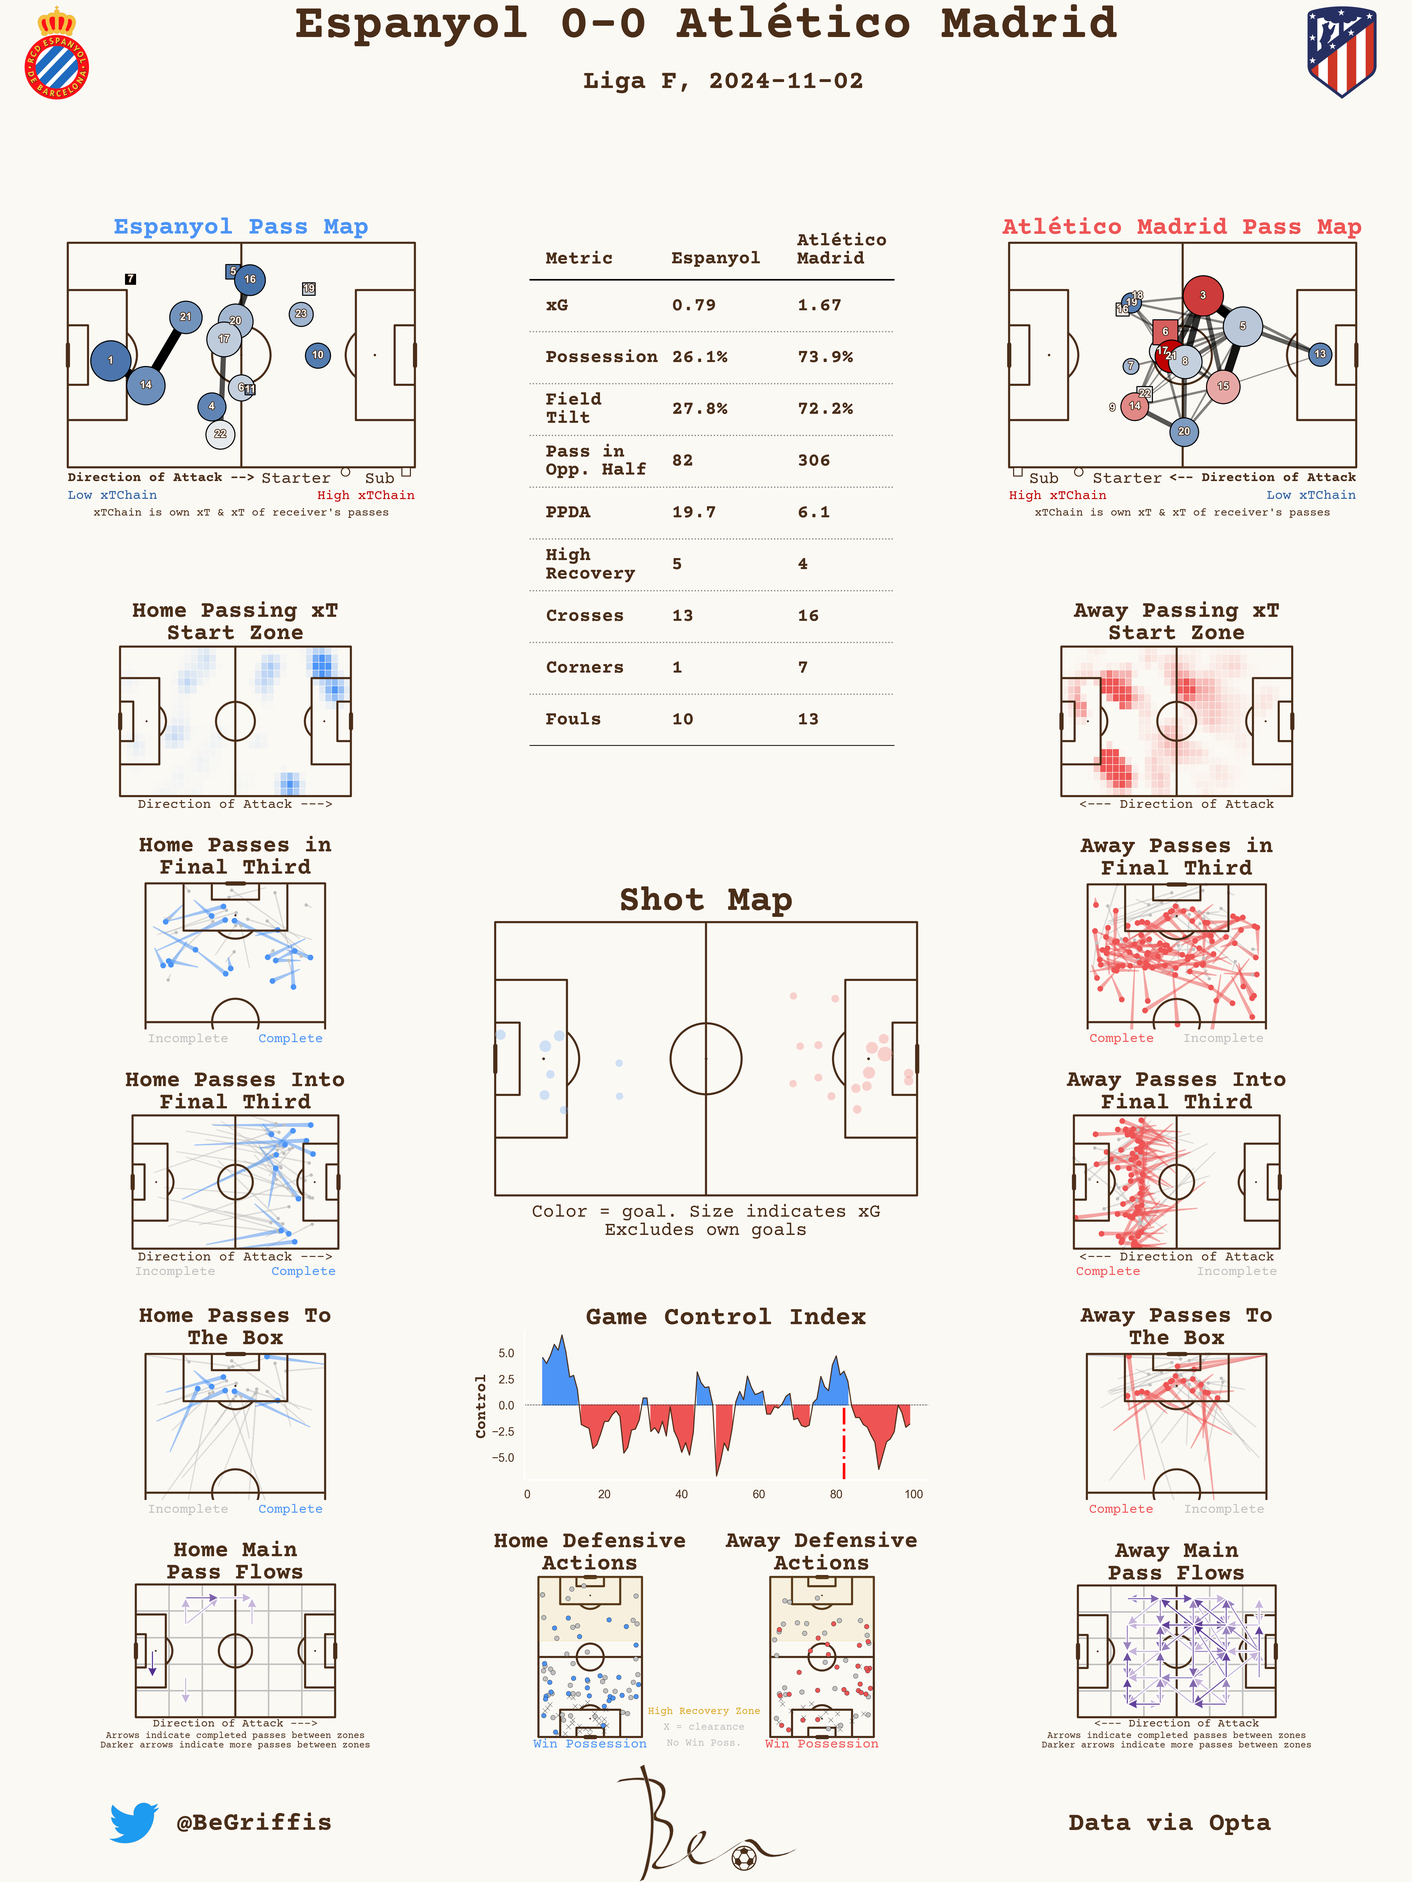 Espanyol 0-0 Atlético Madrid
Liga F, 2024-11-02
RCD ESPANYOL
DE BARCELONA
Espanyol Pass Map
7
5
16
19
21
20
23
17
1
10
14
6
11
4
22
Direction of Attack --> Starter Sub
Low xTChain High xTChain
xTChain is own xT & xT of receiver's passes
Metric Espanyol Atlético Madrid
xG 0.79 1.67
Possession 26.1% 73.9%
Field Tilt 27.8% 72.2%
Pass in Opp. Half 82 306
PPDA 19.7 6.1
High Recovery 5 4
Crosses 13 16
Corners 1 7
Fouls 10 13
Atlético Madrid Pass Map
18
19
16
3
5
6
17
21
8
13
7
15
22
14
9
20
Sub Starter <-- Direction of Attack
High xTChain Low xTChain
xTChain is own xT & xT of receiver's passes
Home Passing xT
Start Zone
Direction of Attack --->
Away Passing xT
Start Zone
<--- Direction of Attack
Home Passes in
Final Third
Incomplete Complete
Away Passes in
Final Third
Complete Incomplete
Shot Map
Color = goal. Size indicates xG
Excludes own goals
Home Passes Into
Final Third
Direction of Attack --->
Incomplete Complete
Away Passes Into
Final Third
<--- Direction of Attack
Complete Incomplete
Home Passes To
The Box
Incomplete Complete
Game Control Index
Control
5.0
2.5
0.0
−2.5
−5.0
0 20 40 60 80 100
Away Passes To
The Box
Complete Incomplete
Home Main
Pass Flows
Direction of Attack --->
Arrows indicate completed passes between zones
Darker arrows indicate more passes between zones
Home Defensive
Actions
Win Possession
Away Defensive
Actions
Win Possession
High Recovery Zone
X = clearance
No Win Poss.
Away Main
Pass Flows
<--- Direction of Attack
Arrows indicate completed passes between zones
Darker arrows indicate more passes between zones
@BeGriffis
Data via Opta